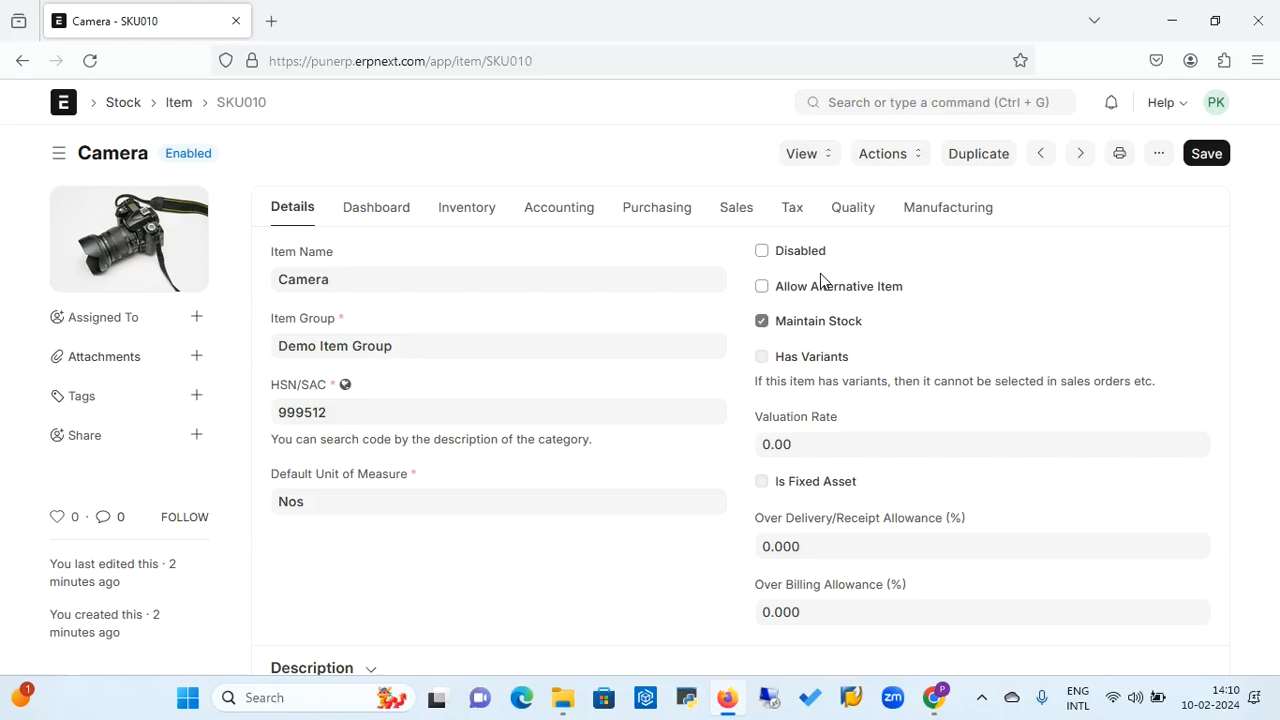 Camera - SKU010
https://punerp.erpnext.com/app/item/SKU010
E > Stock > Item > SKU010
Search or type a command (Ctrl + G)
Help
PK
Camera Enabled
View Actions Duplicate ··· Save
Details Dashboard Inventory Accounting Purchasing Sales Tax Quality Manufacturing
Assigned To +
Attachments +
Tags +
Share +
0 · 0 FOLLOW
You last edited this · 2
minutes ago
You created this · 2
minutes ago
Item Name
Camera
Item Group *
Demo Item Group
HSN/SAC *
999512
You can search code by the description of the category.
Default Unit of Measure *
Nos
Disabled
Allow Alternative Item
Maintain Stock
Has Variants
If this item has variants, then it cannot be selected in sales orders etc.
Valuation Rate
0.00
Is Fixed Asset
Over Delivery/Receipt Allowance (%)
0.000
Over Billing Allowance (%)
0.000
Description
1
Search
zm
P
ENG
INTL
14:10
10-02-2024